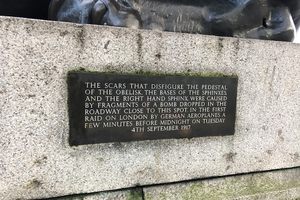 THE SCARS THAT DISFIGURE THE PEDESTAL
OF THE OBELISK, THE BASES OF THE SPHINXES
AND THE RIGHT HAND SPHINX, WERE CAUSED
BY FRAGMENTS OF A BOMB DROPPED IN THE
ROADWAY CLOSE TO THIS SPOT IN THE FIRST
RAID ON LONDON BY GERMAN AEROPLANES A
FEW MINUTES BEFORE MIDNIGHT ON TUESDAY
4TH SEPTEMBER 1917